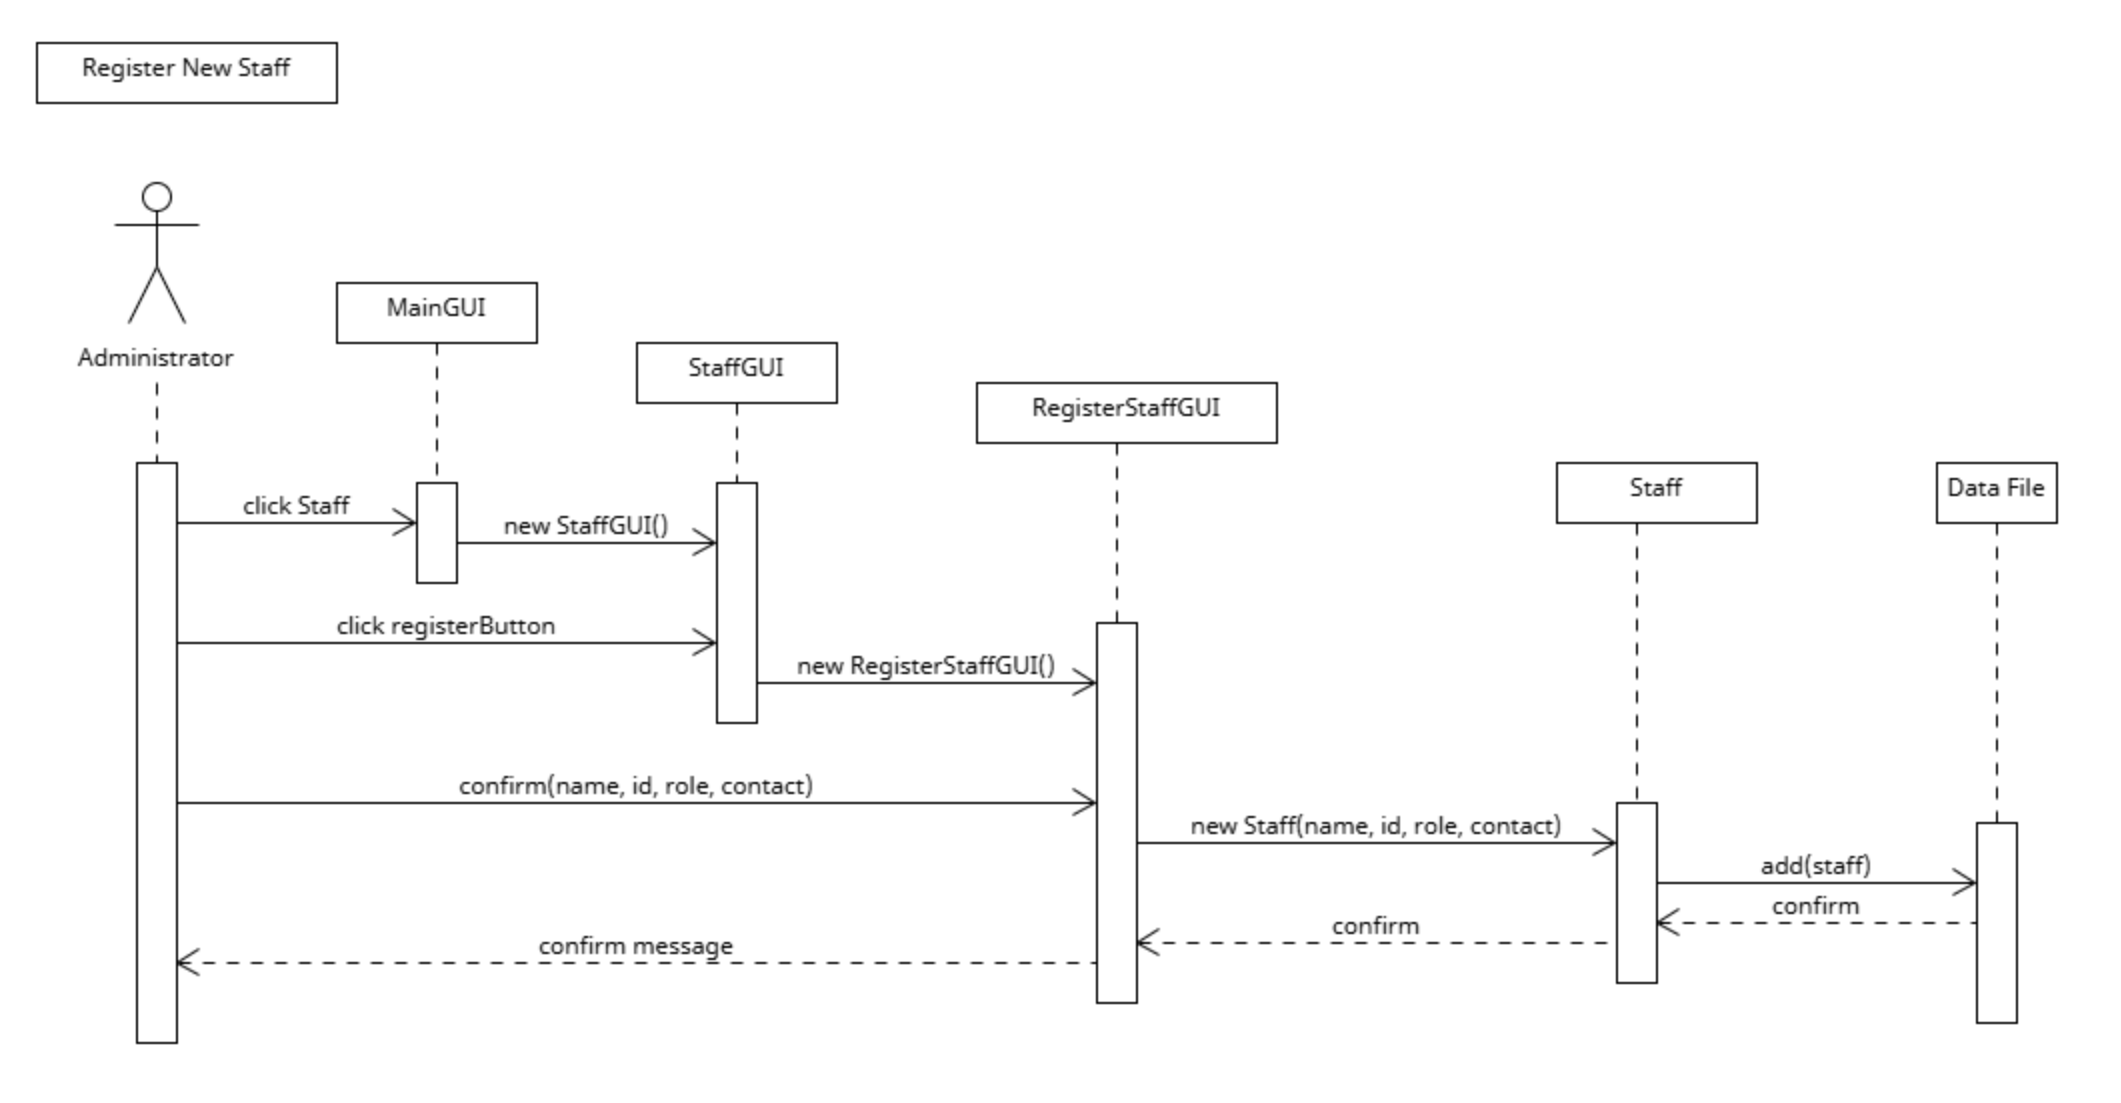 Register New Staff
Administrator
MainGUI
StaffGUI
RegisterStaffGUI
Staff
Data File
click Staff
new StaffGUI()
click registerButton
new RegisterStaffGUI()
confirm(name, id, role, contact)
new Staff(name, id, role, contact)
add(staff)
confirm
confirm
confirm message